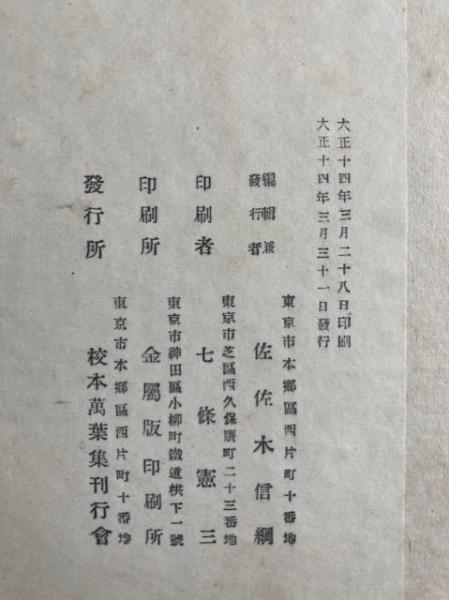 大正十四年三月二十八日印刷
大正十四年三月三十一日發行
編輯兼
發行者
東京市本鄉區西片町十番地
佐佐木信綱
印刷者
東京市芝區西久保廣町二十三番地
七條憲三
印刷所
東京市神田區小柳町鐵道栱下一號
金屬版印刷所
發行所
東京市本鄉區西片町十番地
校本萬葉集刊行會